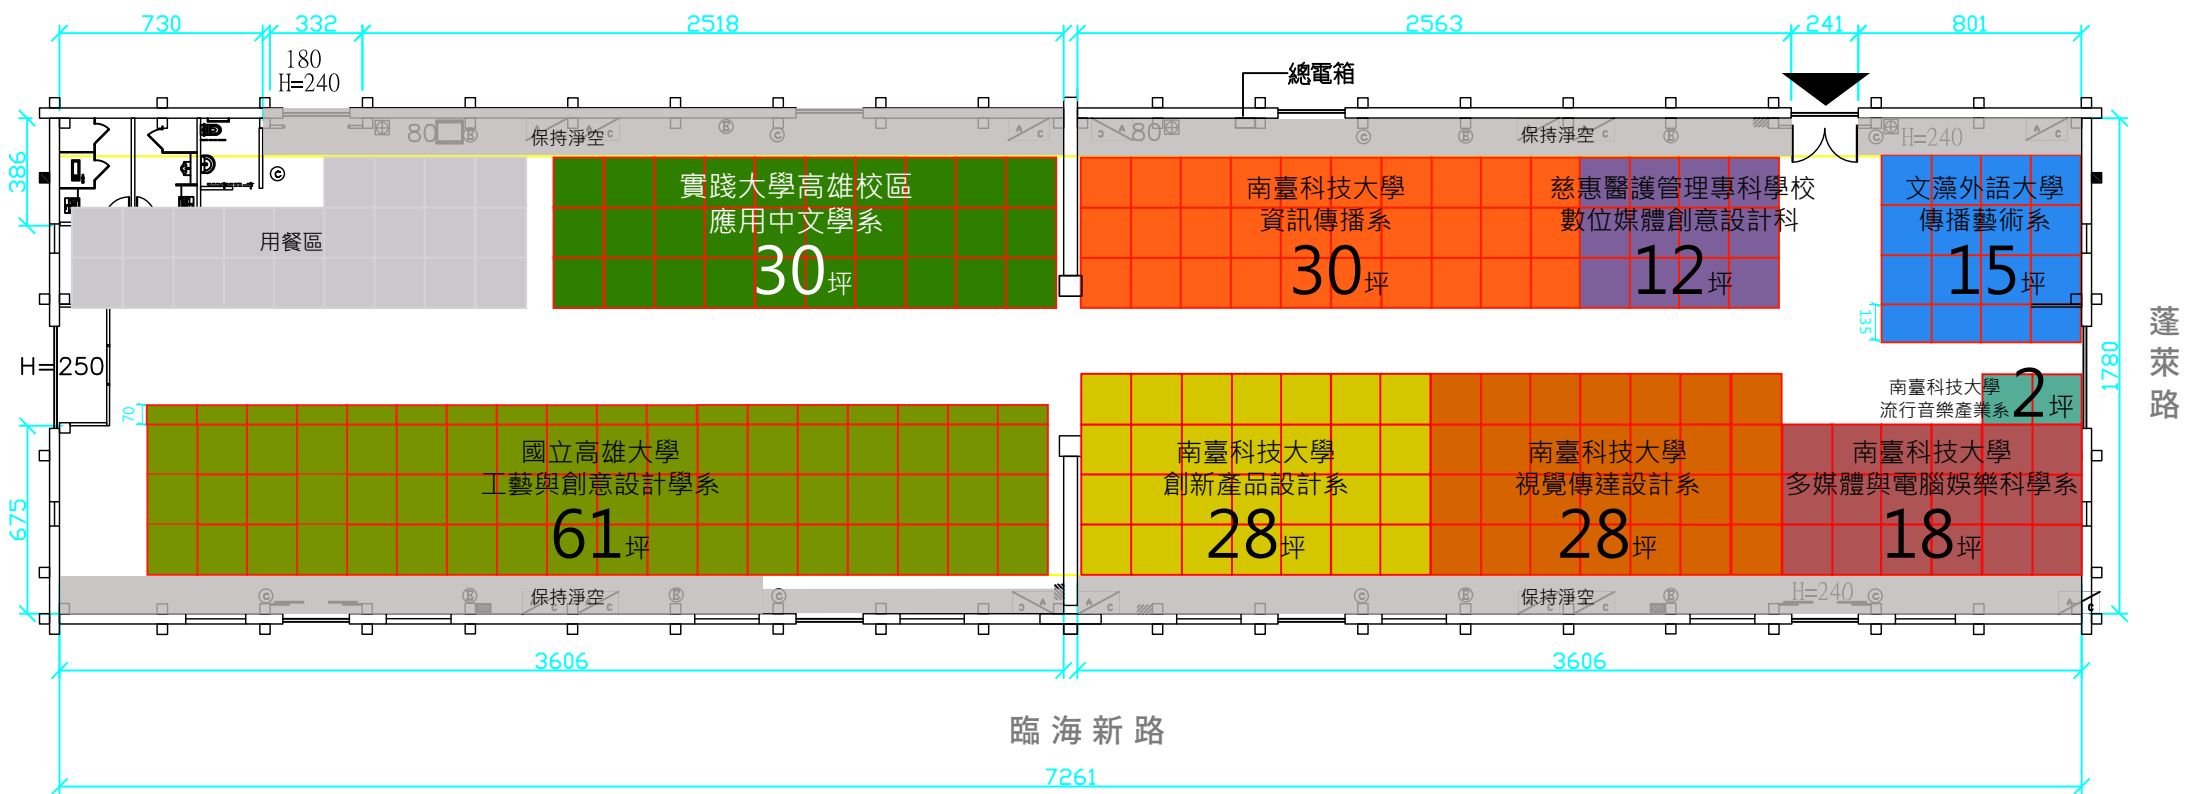 730
332
2518
2563
241
801
180
H=240
總電箱
80
保持淨空
80
保持淨空
H=240
386
用餐區
實踐大學高雄校區
應用中文學系
30坪
南臺科技大學
資訊傳播系
30坪
慈惠醫護管理專科學校
數位媒體創意設計科
12坪
文藻外語大學
傳播藝術系
15坪
135
蓬萊路
1780
H=250
南臺科技大學
流行音樂產業系
2坪
70
675
國立高雄大學
工藝與創意設計學系
61坪
南臺科技大學
創新產品設計系
28坪
南臺科技大學
視覺傳達設計系
28坪
南臺科技大學
多媒體與電腦娛樂科學系
18坪
保持淨空
保持淨空
H=240
3606
3606
臨海新路
7261